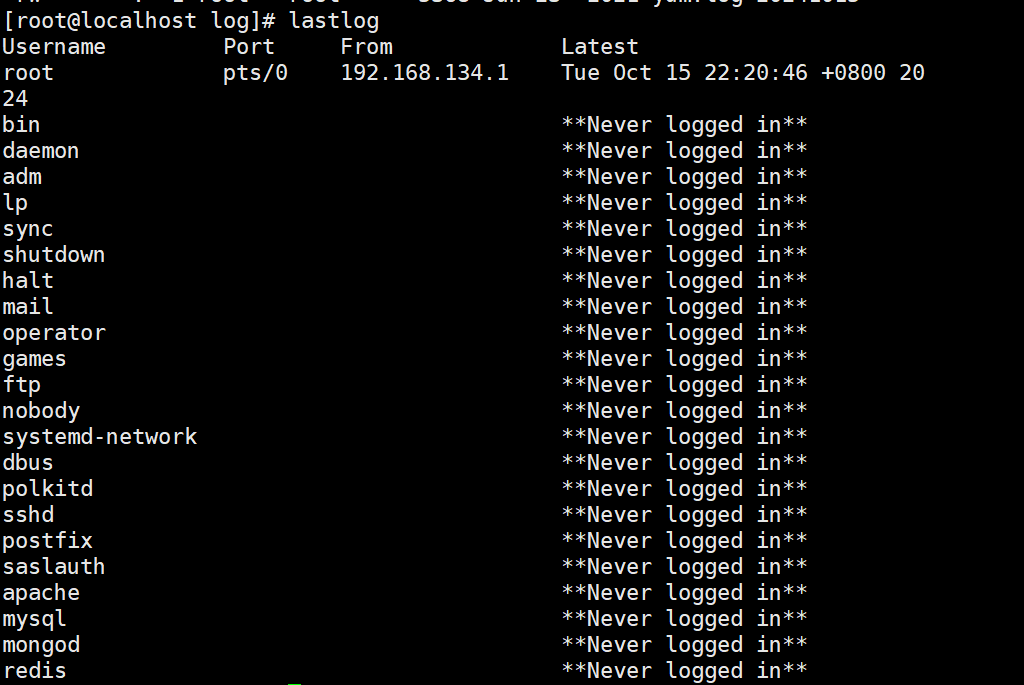 [root@localhost log]# lastlog
Username         Port     From             Latest
root             pts/0    192.168.134.1    Tue Oct 15 22:20:46 +0800 20
24
bin                                        **Never logged in**
daemon                                     **Never logged in**
adm                                        **Never logged in**
lp                                         **Never logged in**
sync                                       **Never logged in**
shutdown                                   **Never logged in**
halt                                       **Never logged in**
mail                                       **Never logged in**
operator                                   **Never logged in**
games                                      **Never logged in**
ftp                                        **Never logged in**
nobody                                     **Never logged in**
systemd-network                            **Never logged in**
dbus                                       **Never logged in**
polkitd                                    **Never logged in**
sshd                                       **Never logged in**
postfix                                    **Never logged in**
saslauth                                   **Never logged in**
apache                                     **Never logged in**
mysql                                      **Never logged in**
mongod                                     **Never logged in**
redis                                      **Never logged in**